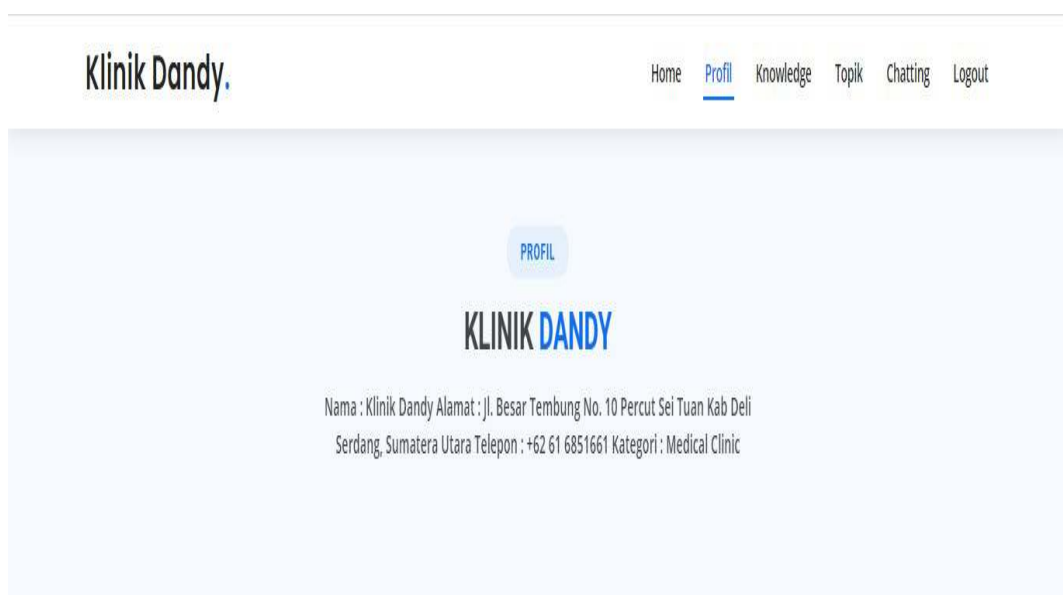 Klinik Dandy.
Home Profil Knowledge Topik Chatting Logout
PROFIL
KLINIK DANDY
Nama : Klinik Dandy Alamat : Jl. Besar Tembung No. 10 Percut Sei Tuan Kab Deli
Serdang, Sumatera Utara Telepon : +62 61 6851661 Kategori : Medical Clinic